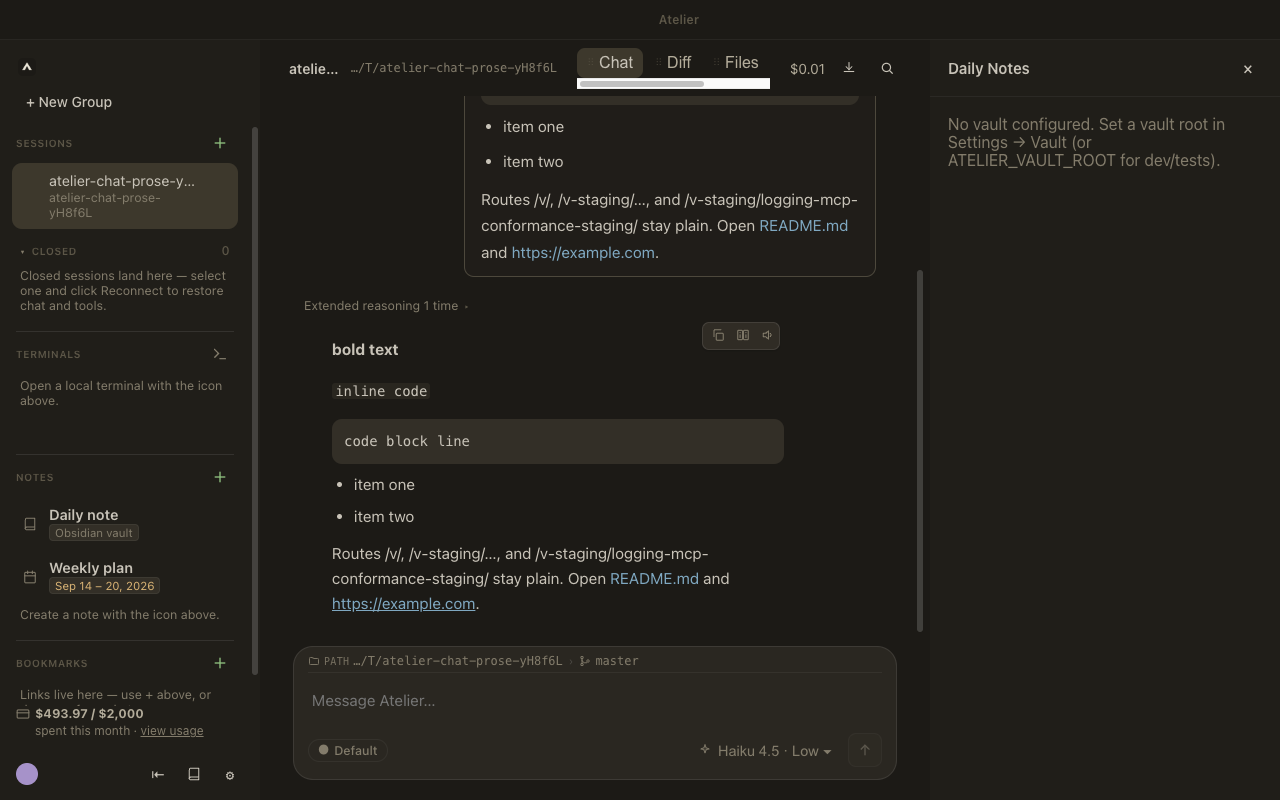 Atelier
+ New Group
SESSIONS
atelier-chat-prose-y...
atelier-chat-prose-
yH8f6L
CLOSED 0
Closed sessions land here — select
one and click Reconnect to restore
chat and tools.
TERMINALS
Open a local terminal with the icon
above.
NOTES
Daily note
Obsidian vault
Weekly plan
Sep 14 – 20, 2026
Create a note with the icon above.
BOOKMARKS
Links live here — use + above, or
$493.97 / $2,000
spent this month · view usage
atelie... …/T/atelier-chat-prose-yH8f6L Chat Diff Files $0.01
item one
item two
Routes /v/, /v-staging/..., and /v-staging/logging-mcp-
conformance-staging/ stay plain. Open README.md
and https://example.com.
Extended reasoning 1 time
bold text
inline code
code block line
item one
item two
Routes /v/, /v-staging/..., and /v-staging/logging-mcp-
conformance-staging/ stay plain. Open README.md and
https://example.com.
PATH …/T/atelier-chat-prose-yH8f6L › master
Message Atelier...
Default
Haiku 4.5 · Low
Daily Notes ×
No vault configured. Set a vault root in
Settings → Vault (or
ATELIER_VAULT_ROOT for dev/tests).